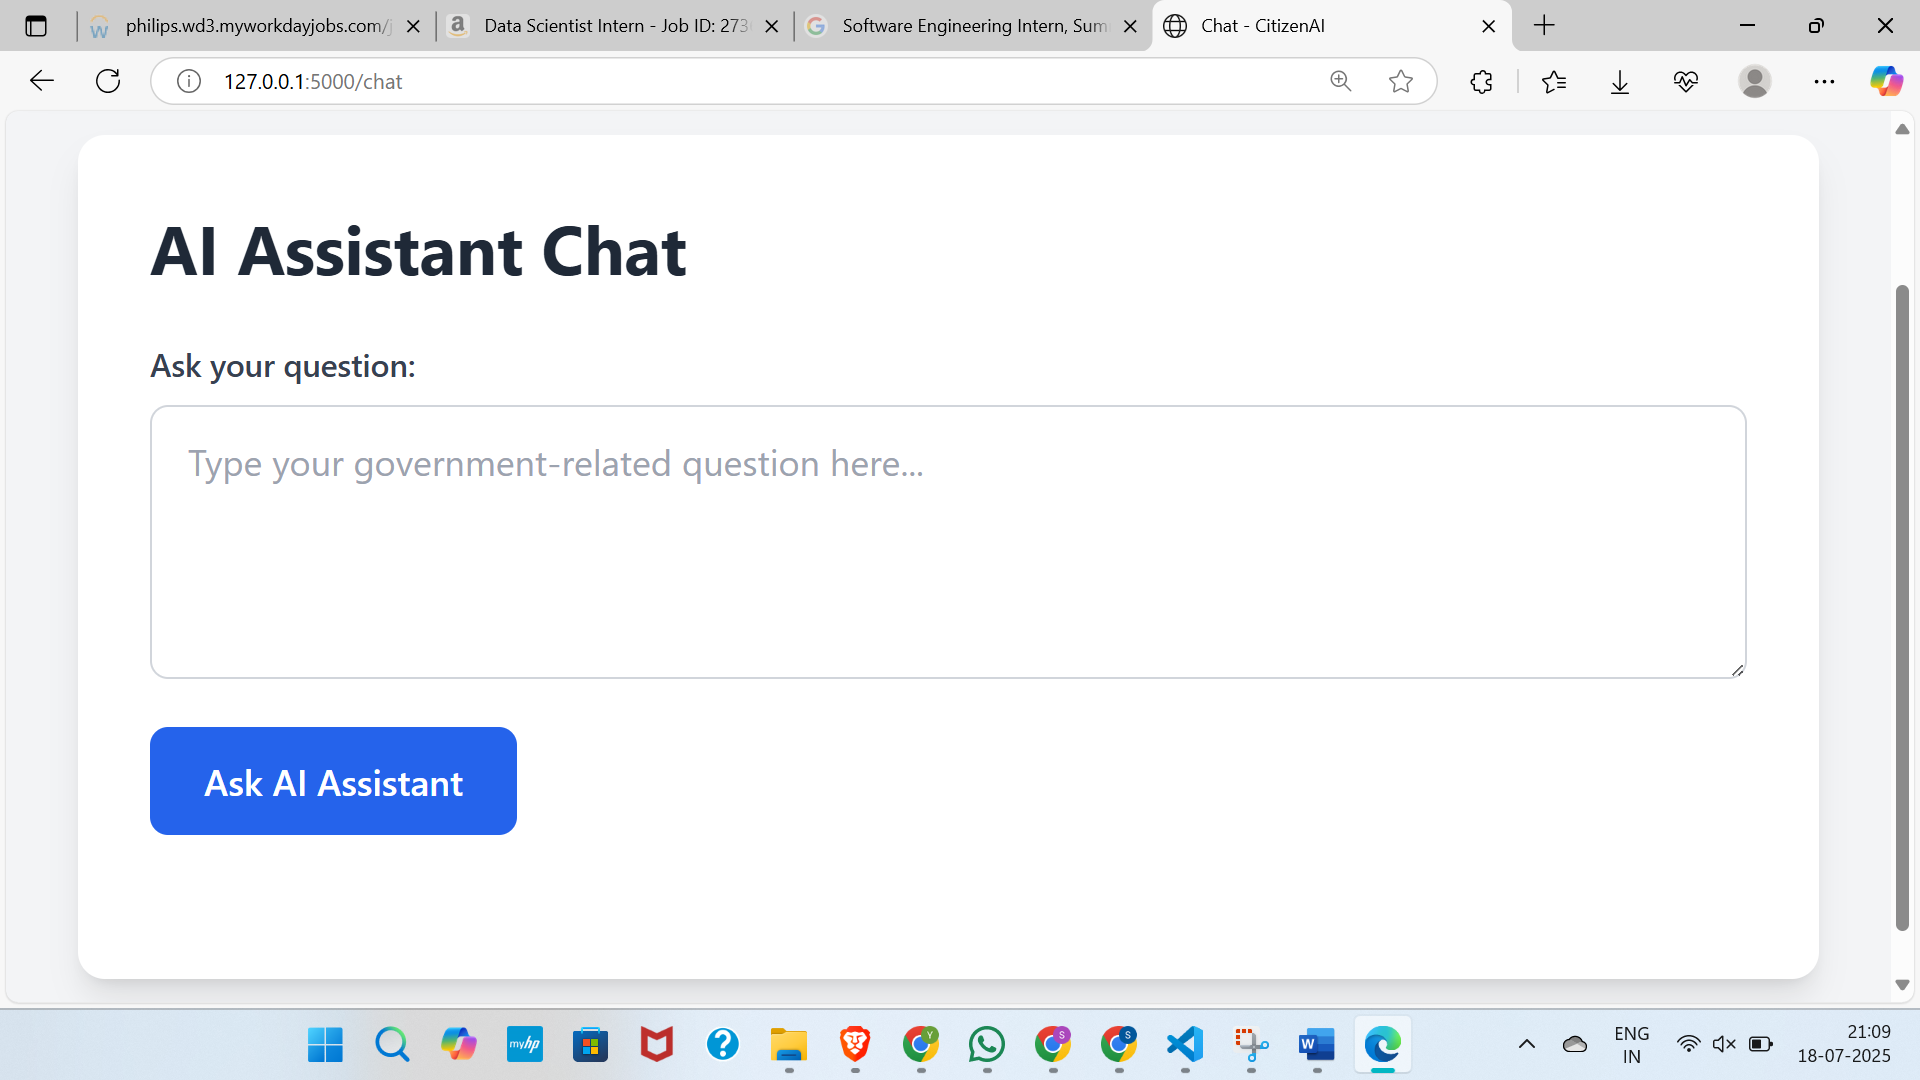 philips.wd3.myworkdayjobs.com/j
Data Scientist Intern - Job ID: 273
Software Engineering Intern, Sum
Chat - CitizenAI
127.0.0.1:5000/chat
AI Assistant Chat
Ask your question:
Type your government-related question here...
Ask AI Assistant
myhp
Y
S
S
W
ENG
IN
21:09
18-07-2025